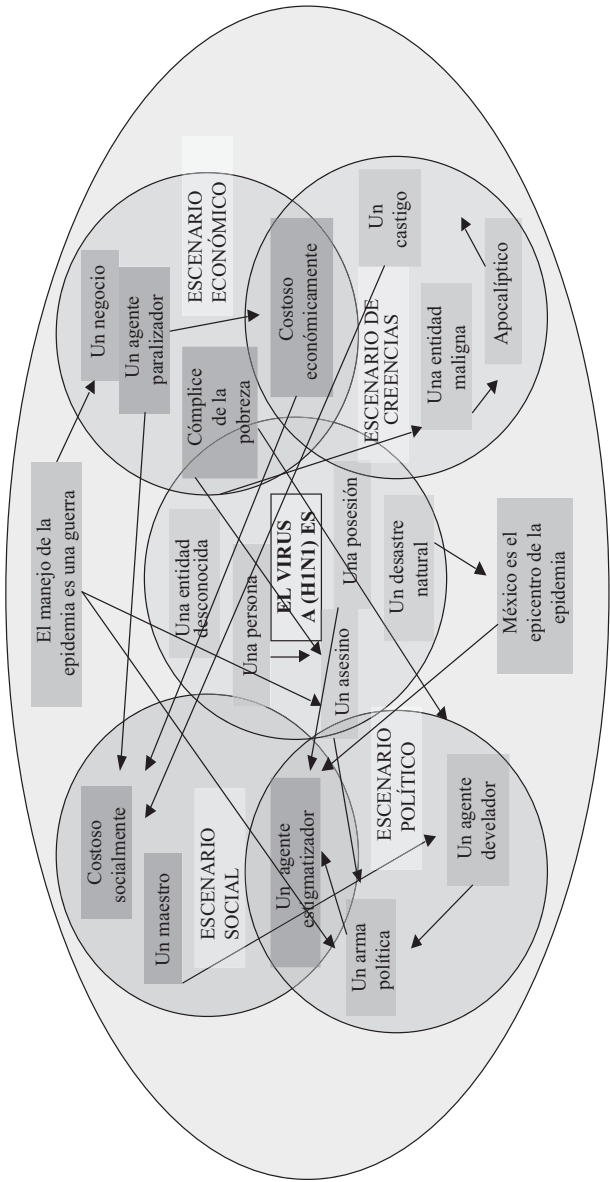 El manejo de la
epidemia es una guerra
Costoso
socialmente
Un maestro
ESCENARIO
SOCIAL
Una entidad
desconocida
Una persona
Un negocio
Un agente
paralizador
Cómplice
de la
pobreza
ESCENARIO
ECONÓMICO
EL VIRUS
A (H1N1) ES
Un agente
estigmatizador
Un asesino
Una posesión
Costoso
económicamente
Un arma
política
ESCENARIO
POLÍTICO
Un agente
develador
Un desastre
natural
ESCENARIO DE
CREENCIAS
Un
castigo
Una entidad
maligna
Apocalíptico
México es el
epicentro de la
epidemia